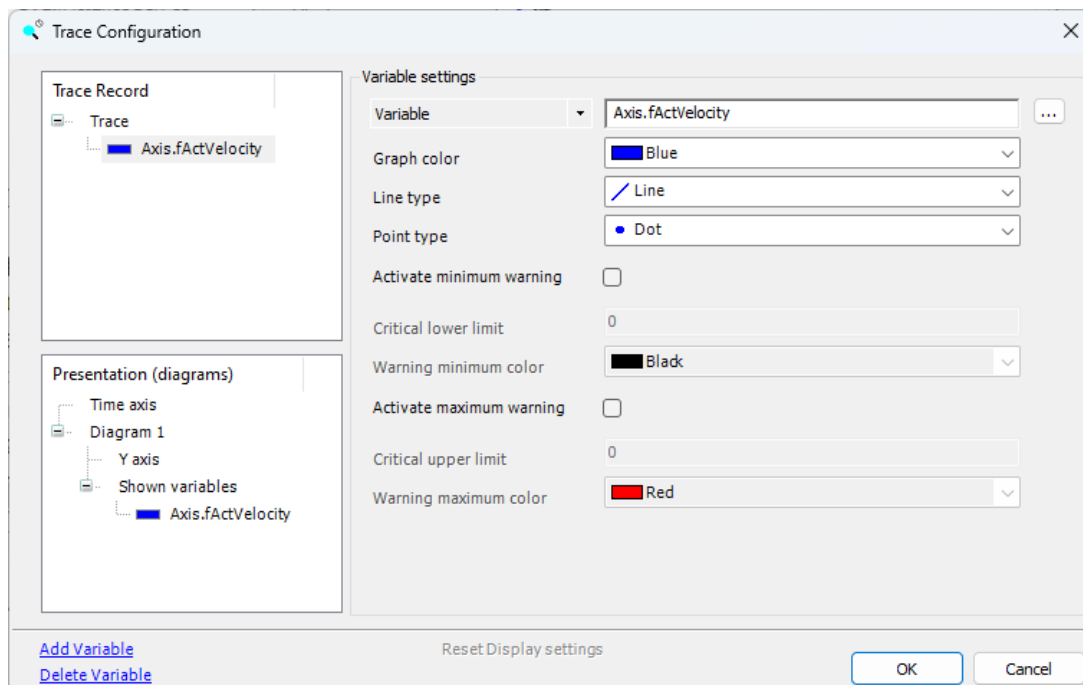 Trace Configuration
Trace Record
Trace
Axis.fActVelocity
Presentation (diagrams)
Time axis
Diagram 1
Y axis
Shown variables
Axis.fActVelocity
Variable settings
Variable
Axis.fActVelocity
...
Graph color
Blue
Line type
Line
Point type
Dot
Activate minimum warning
Critical lower limit
0
Warning minimum color
Black
Activate maximum warning
Critical upper limit
0
Warning maximum color
Red
Add Variable
Delete Variable
Reset Display settings
OK
Cancel